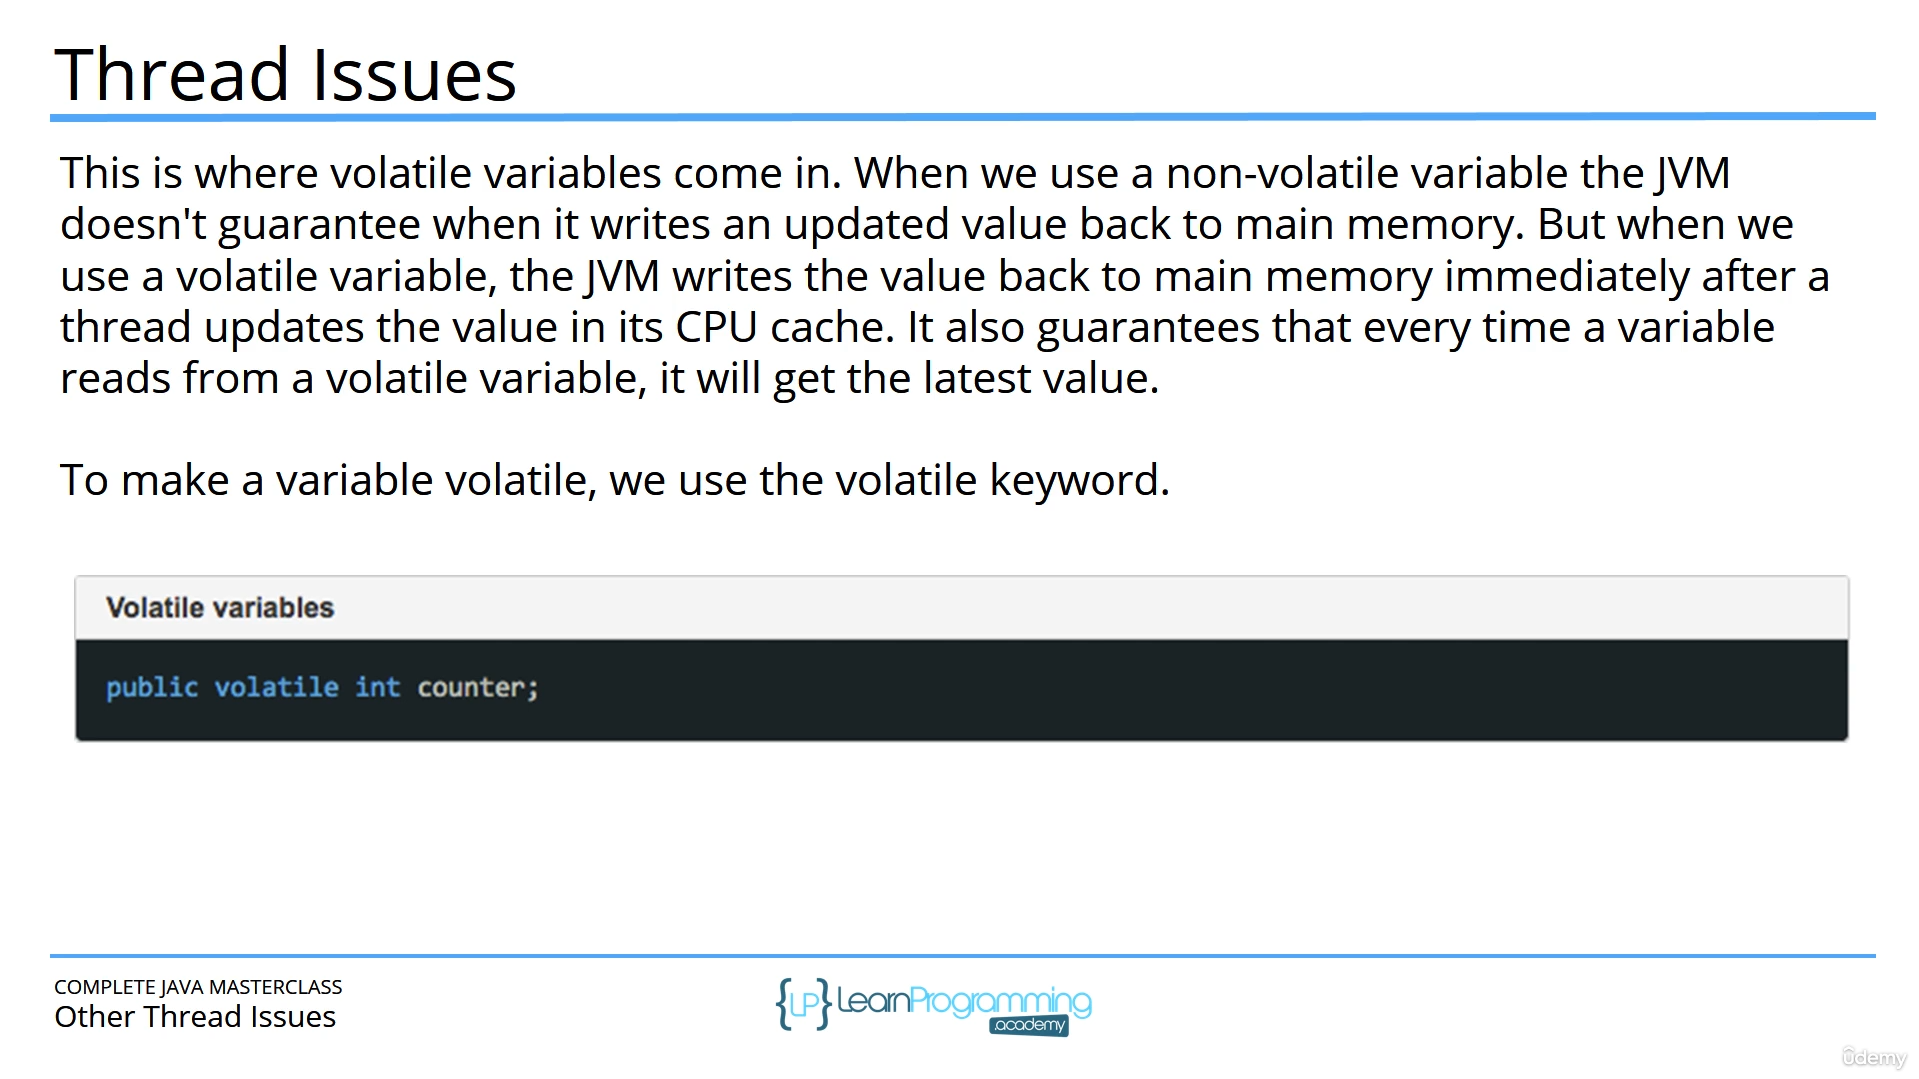 Thread Issues
This is where volatile variables come in. When we use a non-volatile variable the JVM
doesn't guarantee when it writes an updated value back to main memory. But when we
use a volatile variable, the JVM writes the value back to main memory immediately after a
thread updates the value in its CPU cache. It also guarantees that every time a variable
reads from a volatile variable, it will get the latest value.
To make a variable volatile, we use the volatile keyword.
Volatile variables
public volatile int counter;
COMPLETE JAVA MASTERCLASS
Other Thread Issues
{LP} LearnProgramming
.academy
ûdemy